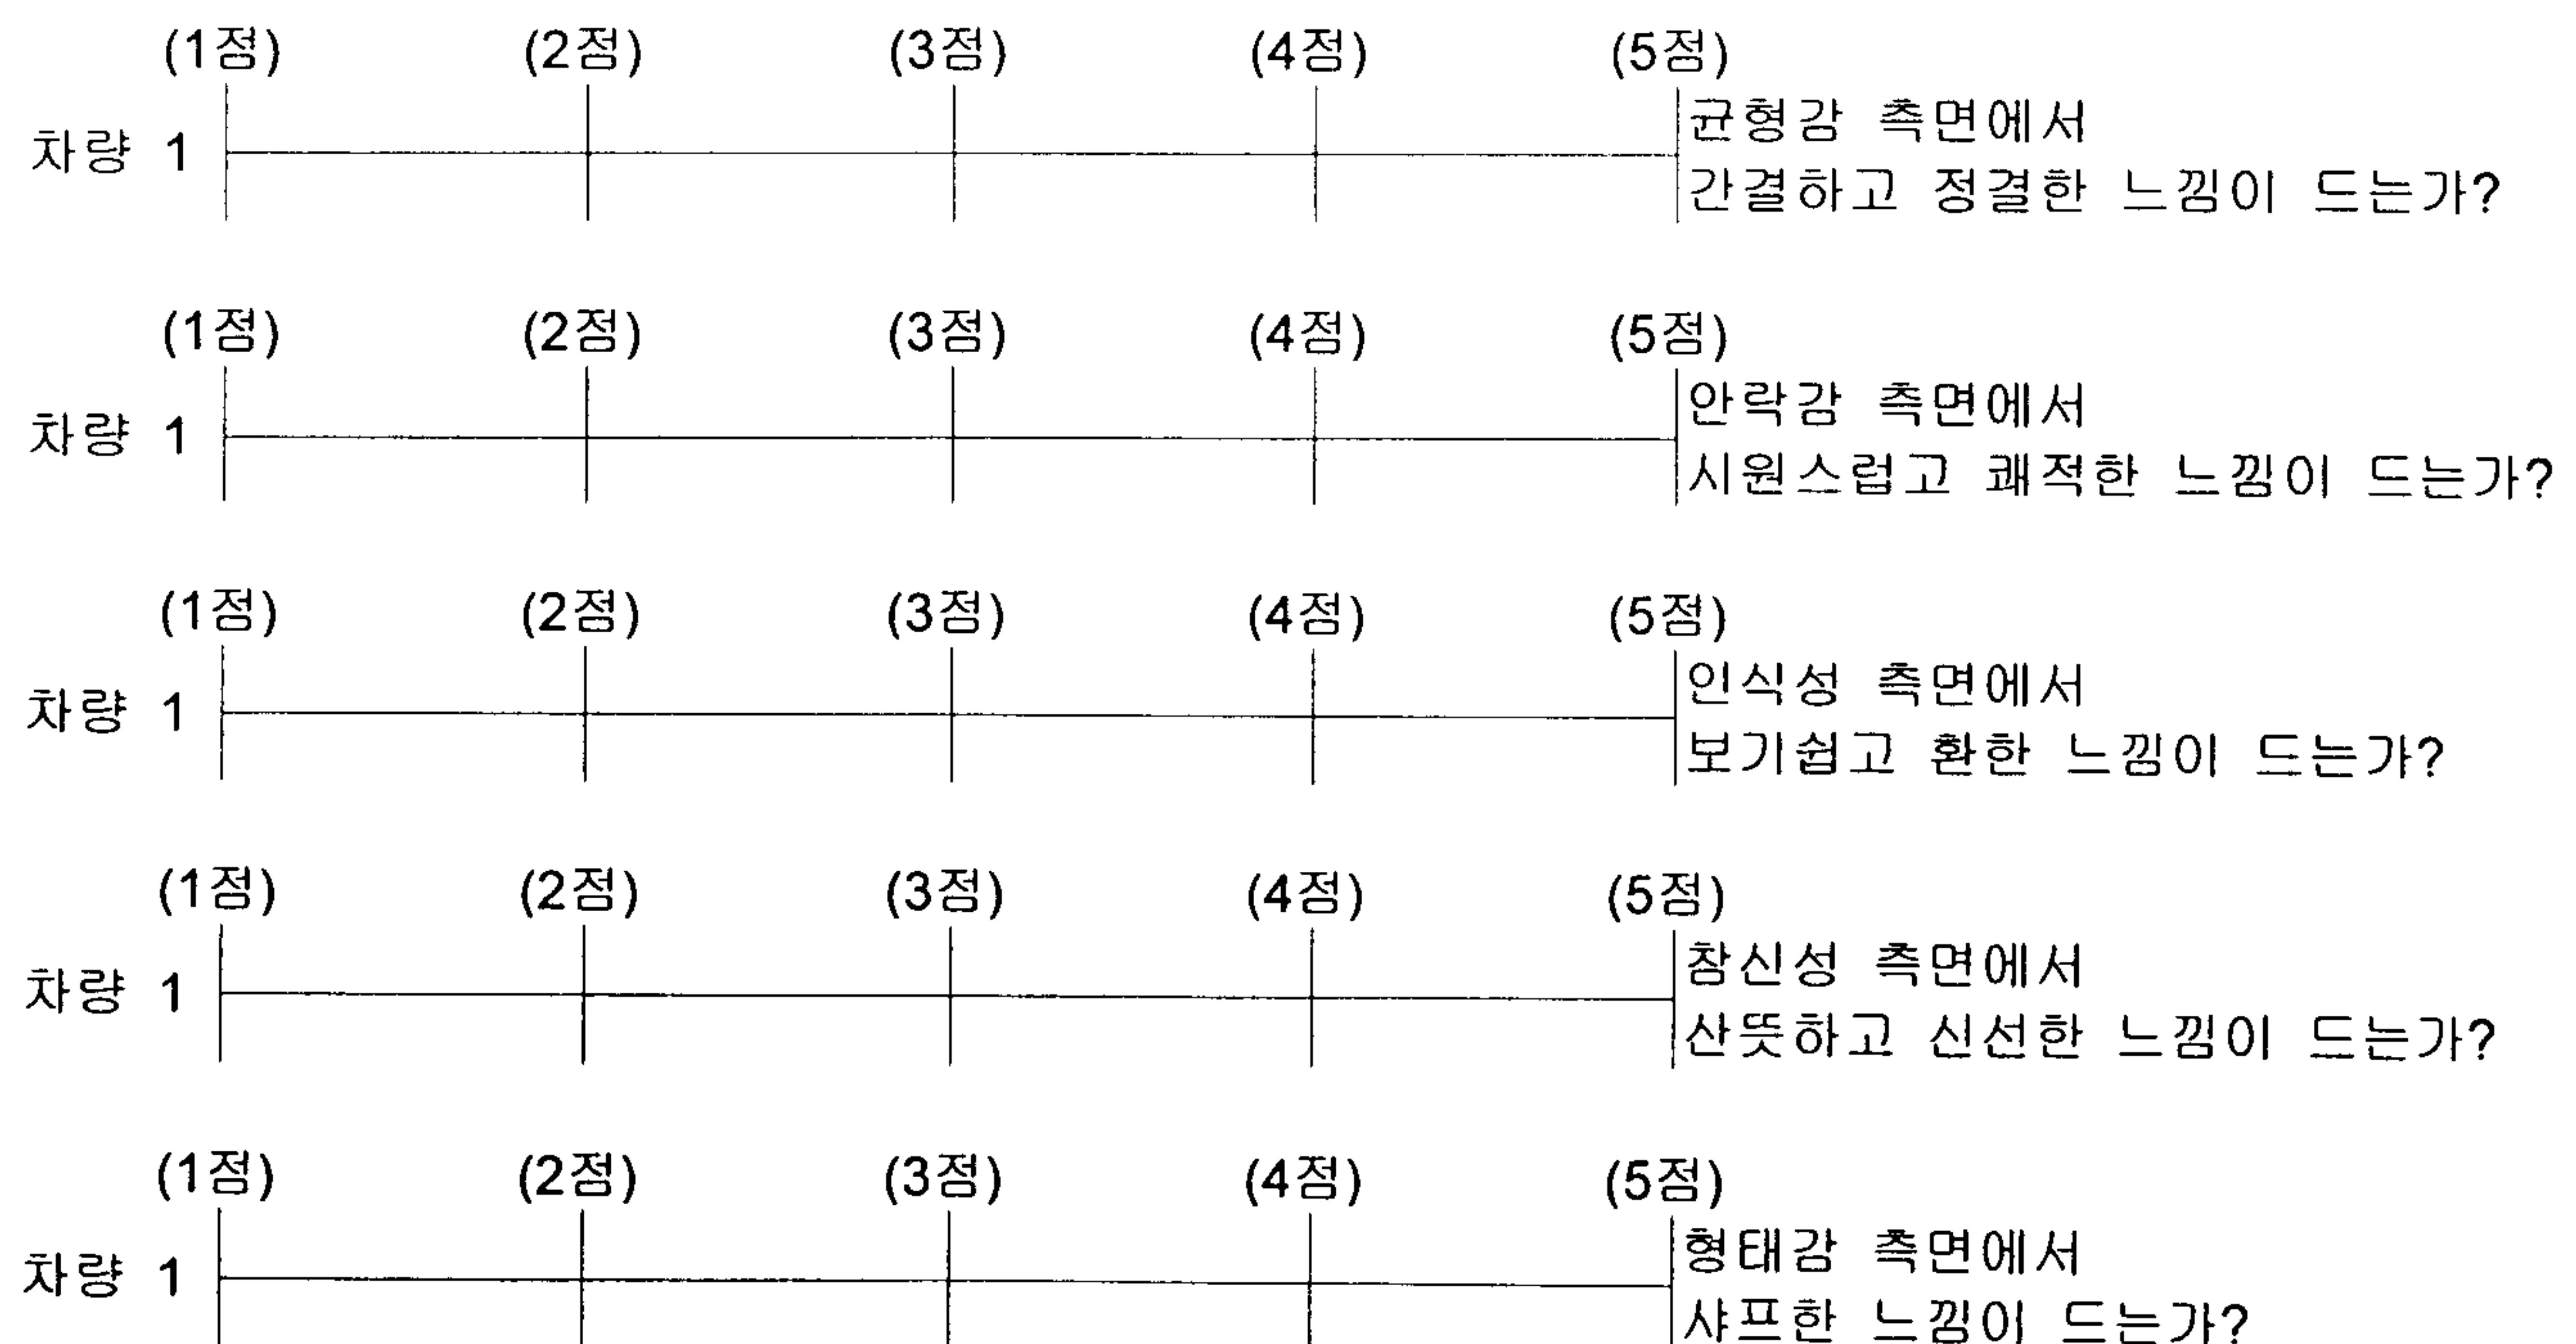 (1점) (2점) (3점) (4점) (5점)
균형감 측면에서
차량 1
간결하고 정결한 느낌이 드는가?
(1점) (2점) (3점) (4점) (5점)
안락감 측면에서
차량 1
시원스럽고 쾌적한 느낌이 드는가?
(1점) (2점) (3점) (4점) (5점)
인식성 측면에서
차량 1
보기쉽고 환한 느낌이 드는가?
(1점) (2점) (3점) (4점) (5점)
참신성 측면에서
차량 1
산뜻하고 신선한 느낌이 드는가?
(1점) (2점) (3점) (4점) (5점)
형태감 측면에서
차량 1
샤프한 느낌이 드는가?